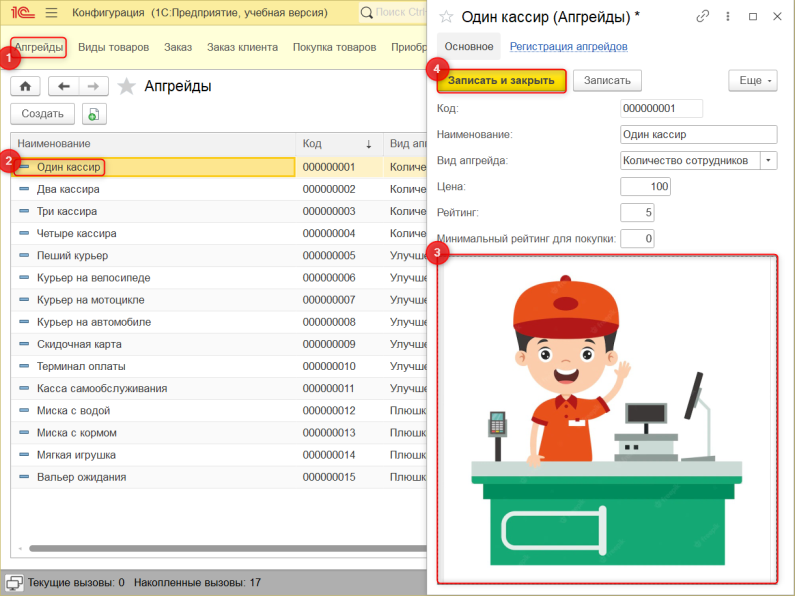 1С Конфигурация (1С:Предприятие, учебная версия) Поиск Ctrl
Апгрейды Виды товаров Заказ Заказ клиента Покупка товаров Приобр
1
Апгрейды
Создать
Наименование Код ↓ Вид апг
2 Один кассир 000000001 Количе
Два кассира 000000002 Количе
Три кассира 000000003 Количе
Четыре кассира 000000004 Количе
Пеший курьер 000000005 Улучше
Курьер на велосипеде 000000006 Улучше
Курьер на мотоцикле 000000007 Улучше
Курьер на автомобиле 000000008 Улучше
Скидочная карта 000000009 Улучше
Терминал оплаты 000000010 Улучше
Касса самообслуживания 000000011 Улучше
Миска с водой 000000012 Плюшк
Миска с кормом 000000013 Плюшк
Мягкая игрушка 000000014 Плюшк
Вальер ожидания 000000015 Плюшк
Текущие вызовы: 0 Накопленные вызовы: 17
Один кассир (Апгрейды) *
Основное Регистрация апгрейдов
4
Записать и закрыть Записать Еще
Код: 000000001
Наименование: Один кассир
Вид апгрейда: Количество сотрудников
Цена: 100
Рейтинг: 5
Минимальный рейтинг для покупки: 0
3